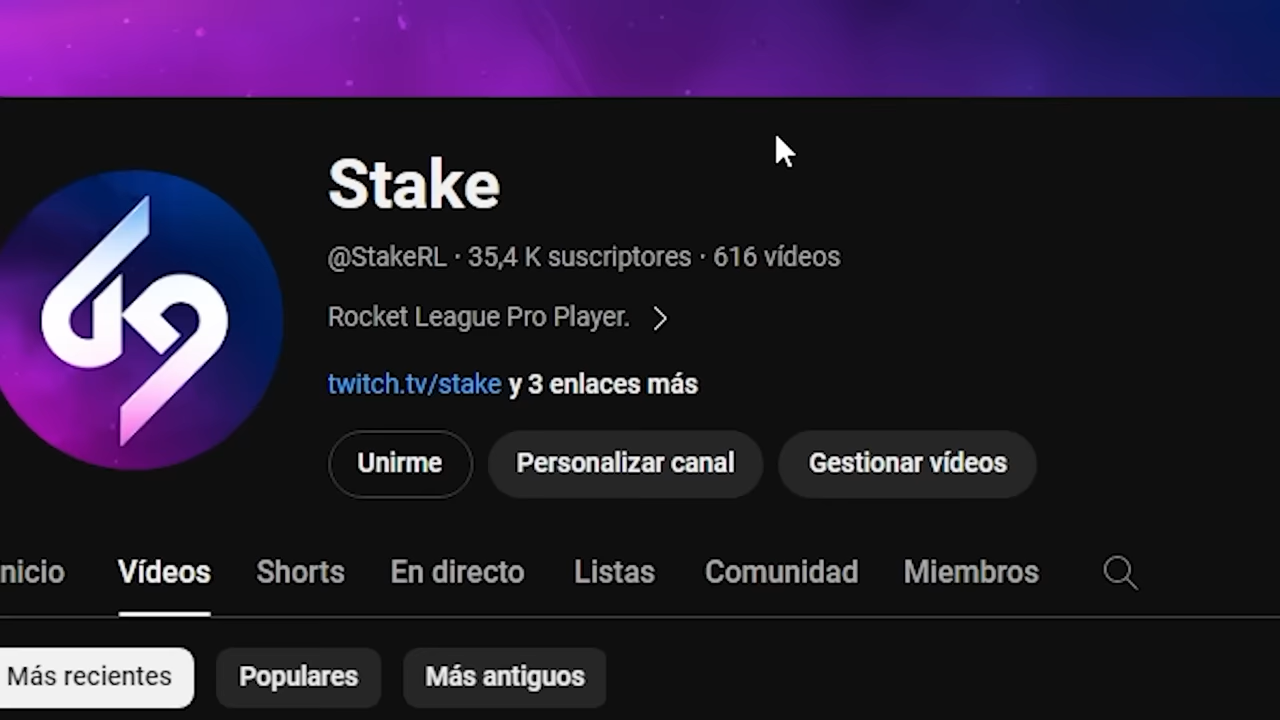 Stake
@StakeRL · 35,4 K suscriptores · 616 vídeos
Rocket League Pro Player.
twitch.tv/stake y 3 enlaces más
Unirme Personalizar canal Gestionar vídeos
nicio Vídeos Shorts En directo Listas Comunidad Miembros
Más recientes Populares Más antiguos